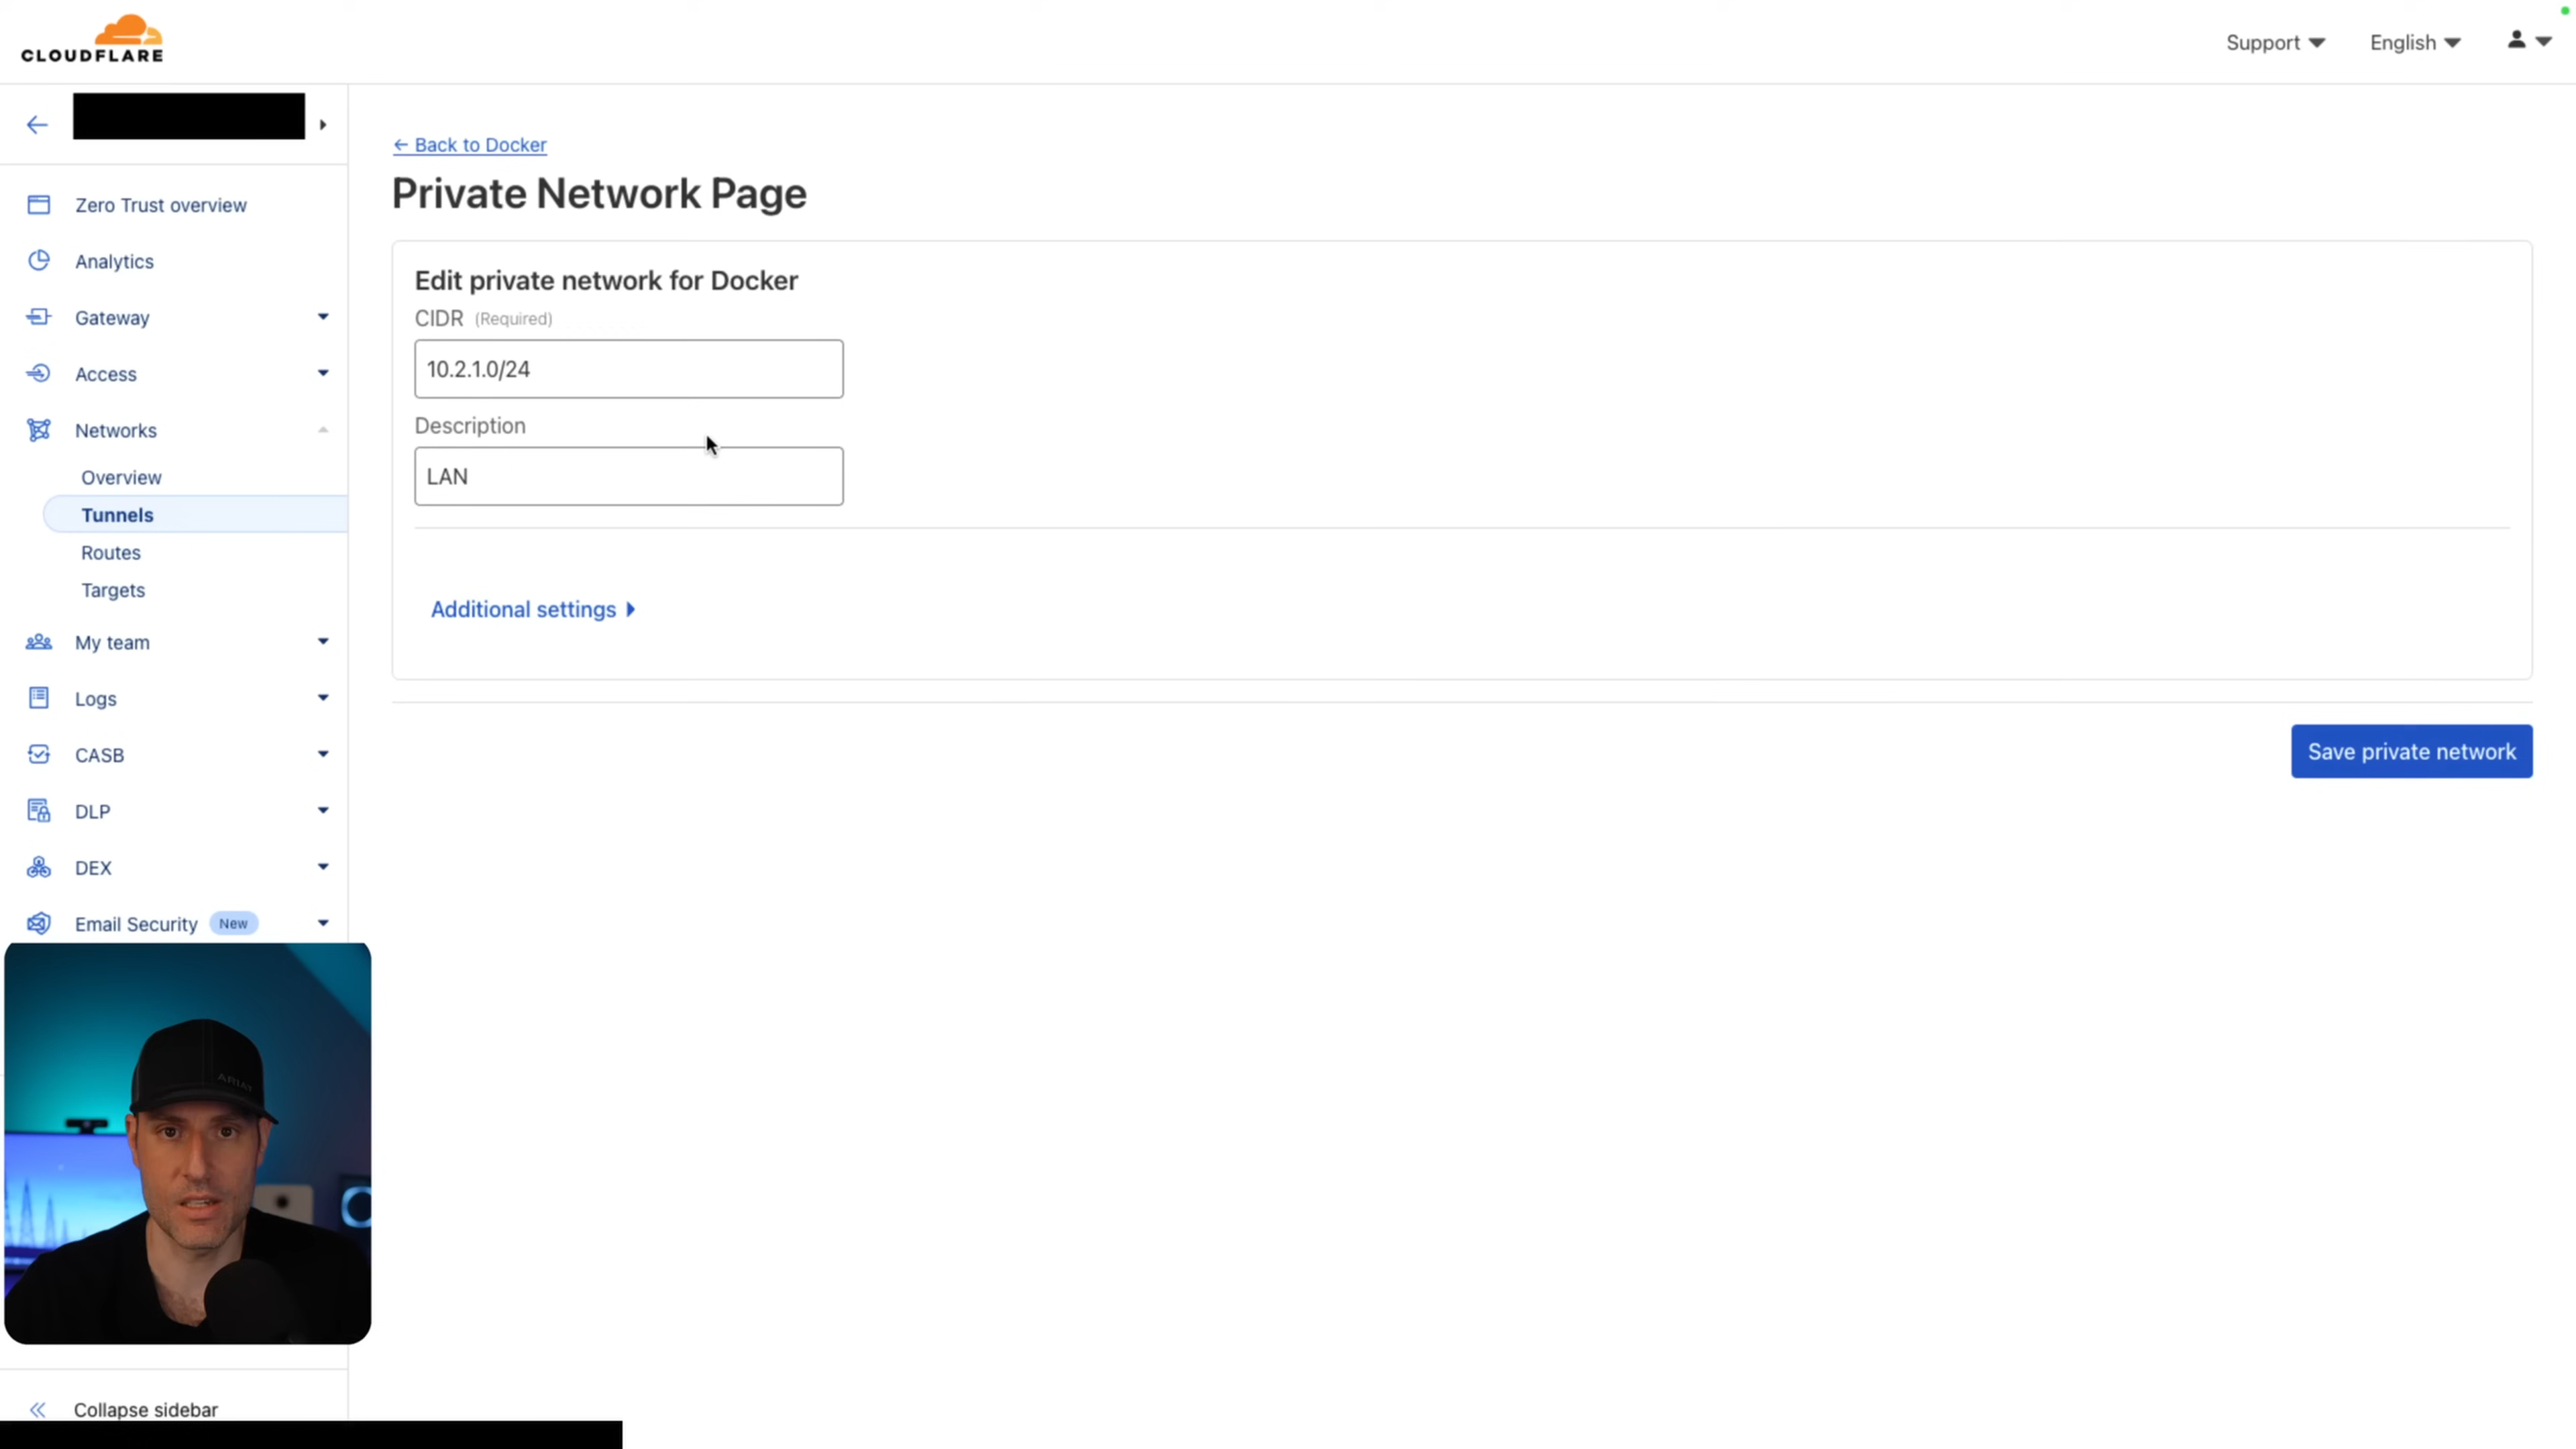 CLOUDFLARE
Support
English
Zero Trust overview
Analytics
Gateway
Access
Networks
Overview
Tunnels
Routes
Targets
My team
Logs
CASB
DLP
DEX
Email Security New
Collapse sidebar
← Back to Docker
Private Network Page
Edit private network for Docker
CIDR (Required)
10.2.1.0/24
Description
LAN
Additional settings
Save private network
ARIAT